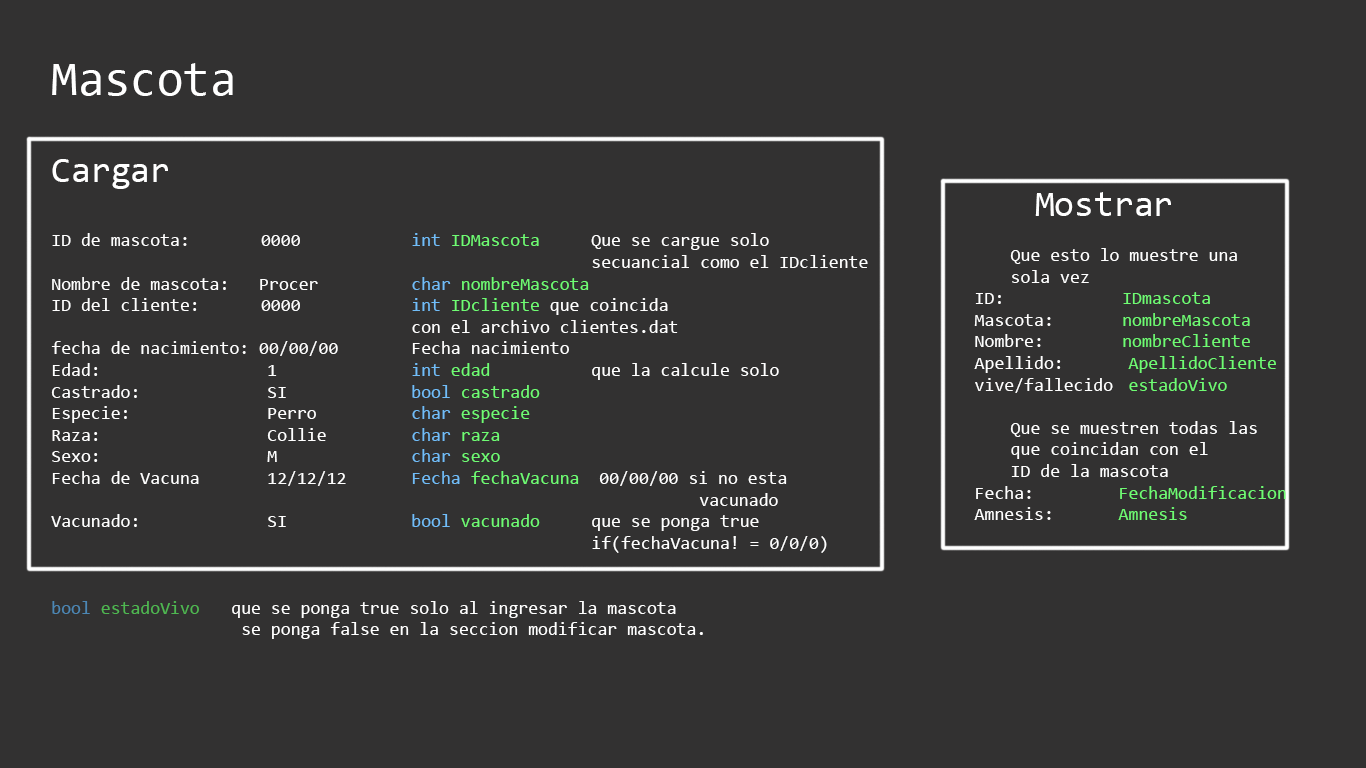 Mascota
Cargar
ID de mascota: 0000 int IDMascota Que se cargue solo
secuancial como el IDcliente
Nombre de mascota: Procer char nombreMascota
ID del cliente: 0000 int IDcliente que coincida
con el archivo clientes.dat
fecha de nacimiento: 00/00/00 Fecha nacimiento
Edad: 1 int edad que la calcule solo
Castrado: SI bool castrado
Especie: Perro char especie
Raza: Collie char raza
Sexo: M char sexo
Fecha de Vacuna 12/12/12 Fecha fechaVacuna 00/00/00 si no esta
vacunado
Vacunado: SI bool vacunado que se ponga true
if(fechaVacuna! = 0/0/0)
bool estadoVivo que se ponga true solo al ingresar la mascota
se ponga false en la seccion modificar mascota.
Mostrar
Que esto lo muestre una
sola vez
ID: IDmascota
Mascota: nombreMascota
Nombre: nombreCliente
Apellido: ApellidoCliente
vive/fallecido estadoVivo
Que se muestren todas las
que coincidan con el
ID de la mascota
Fecha: FechaModificacion
Amnesis: Amnesis